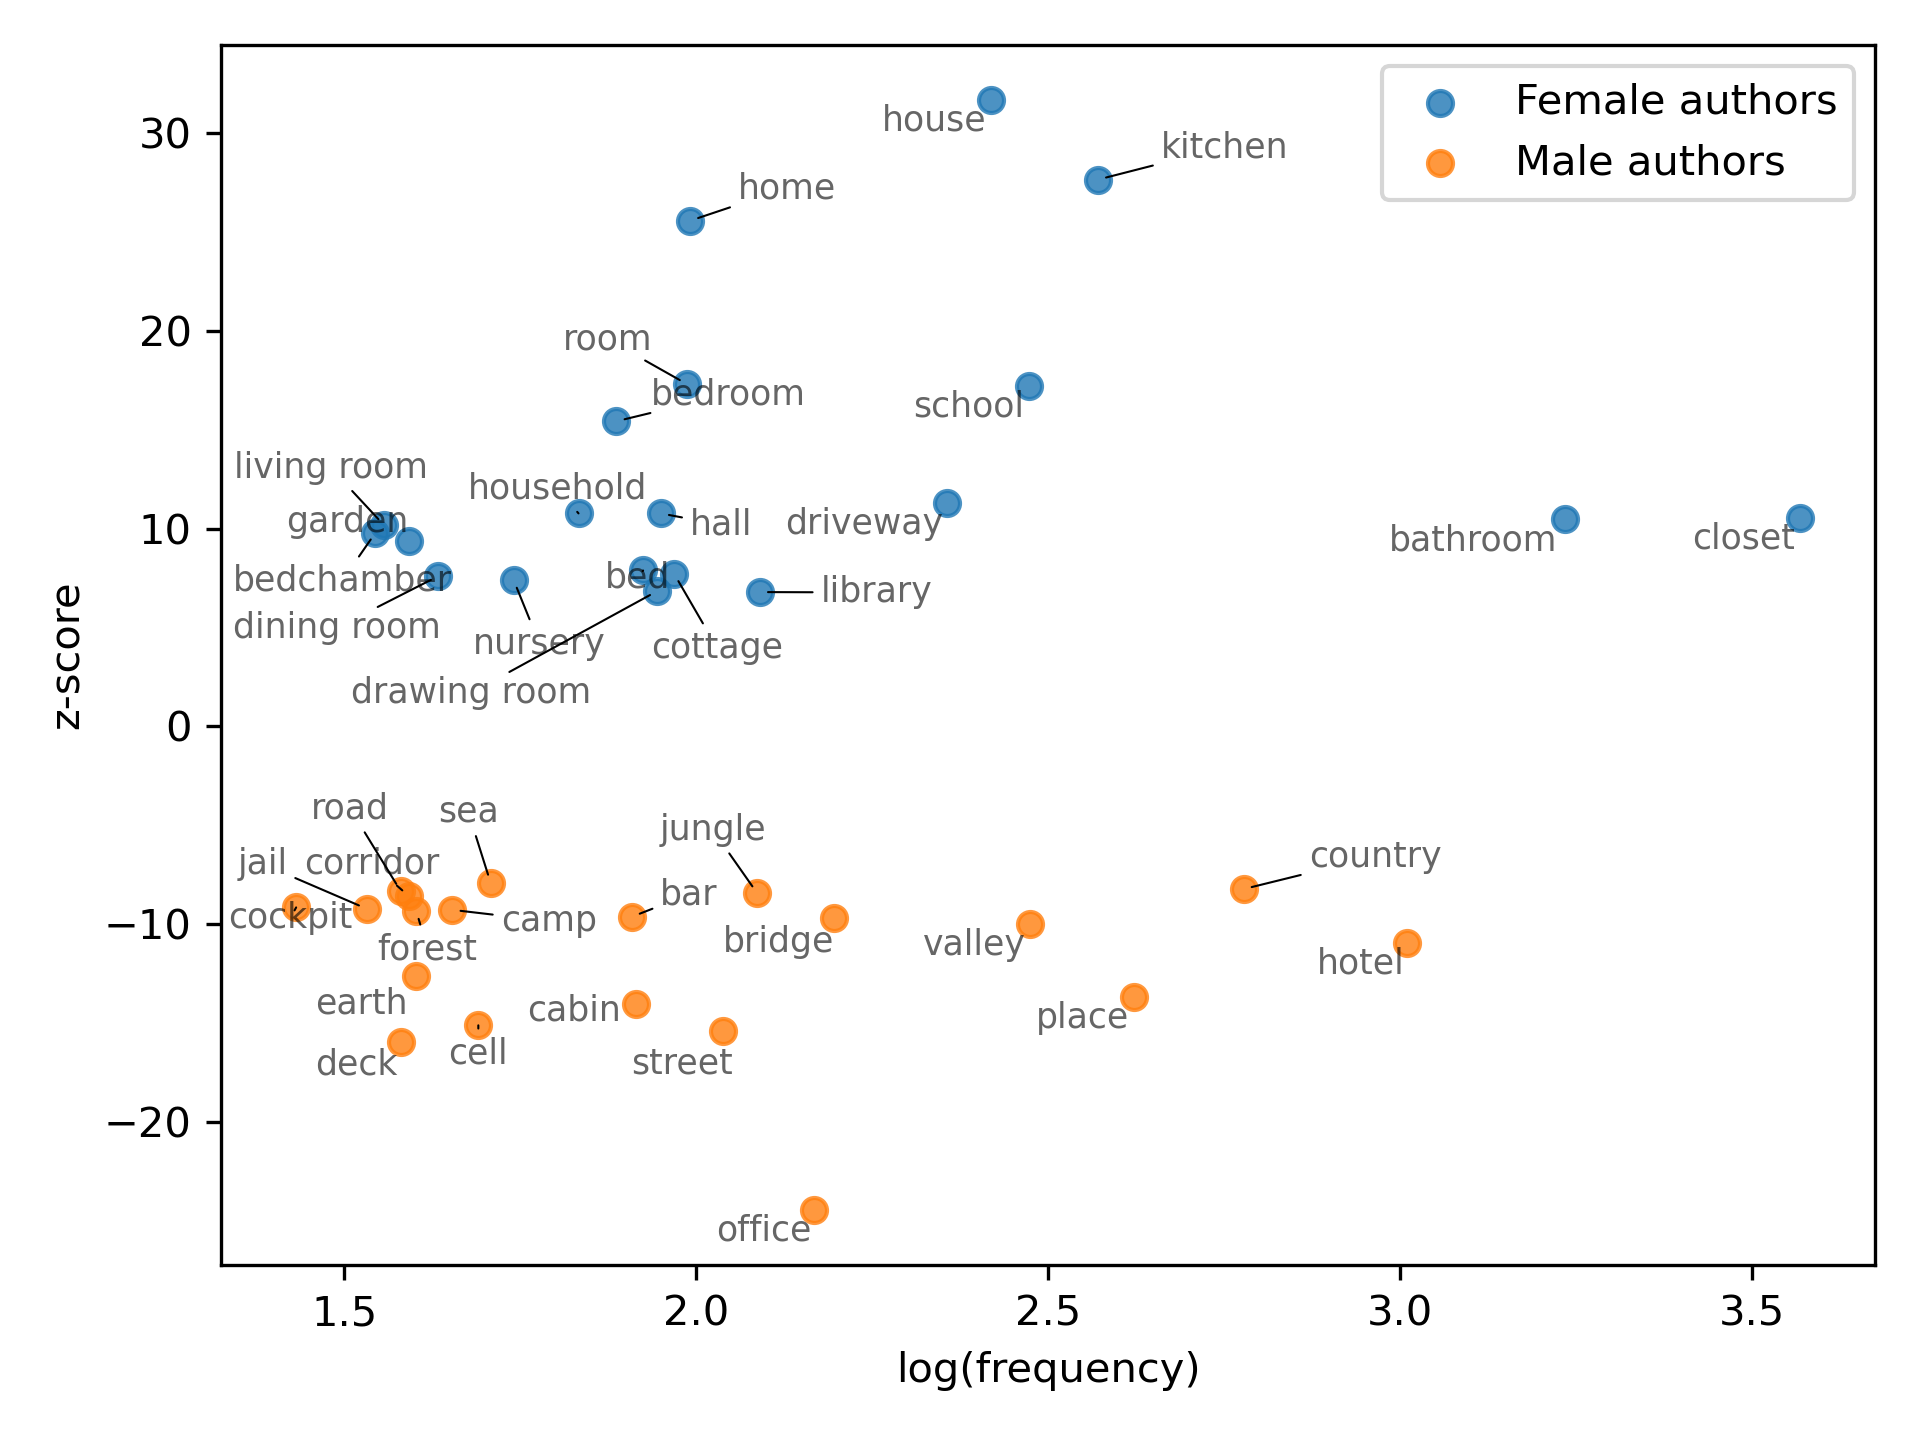 Female authors
Male authors
house
kitchen
home
room
bedroom
school
living room
household
garden
hall
driveway
bathroom
closet
bedchamber
bed
library
dining room
nursery
cottage
drawing room
road
sea
jungle
jail
corridor
country
bar
cockpit
camp
bridge
valley
forest
hotel
earth
cabin
place
deck
cell
street
office
30
20
10
0
−10
−20
z-score
1.5
2.0
2.5
3.0
3.5
log(frequency)